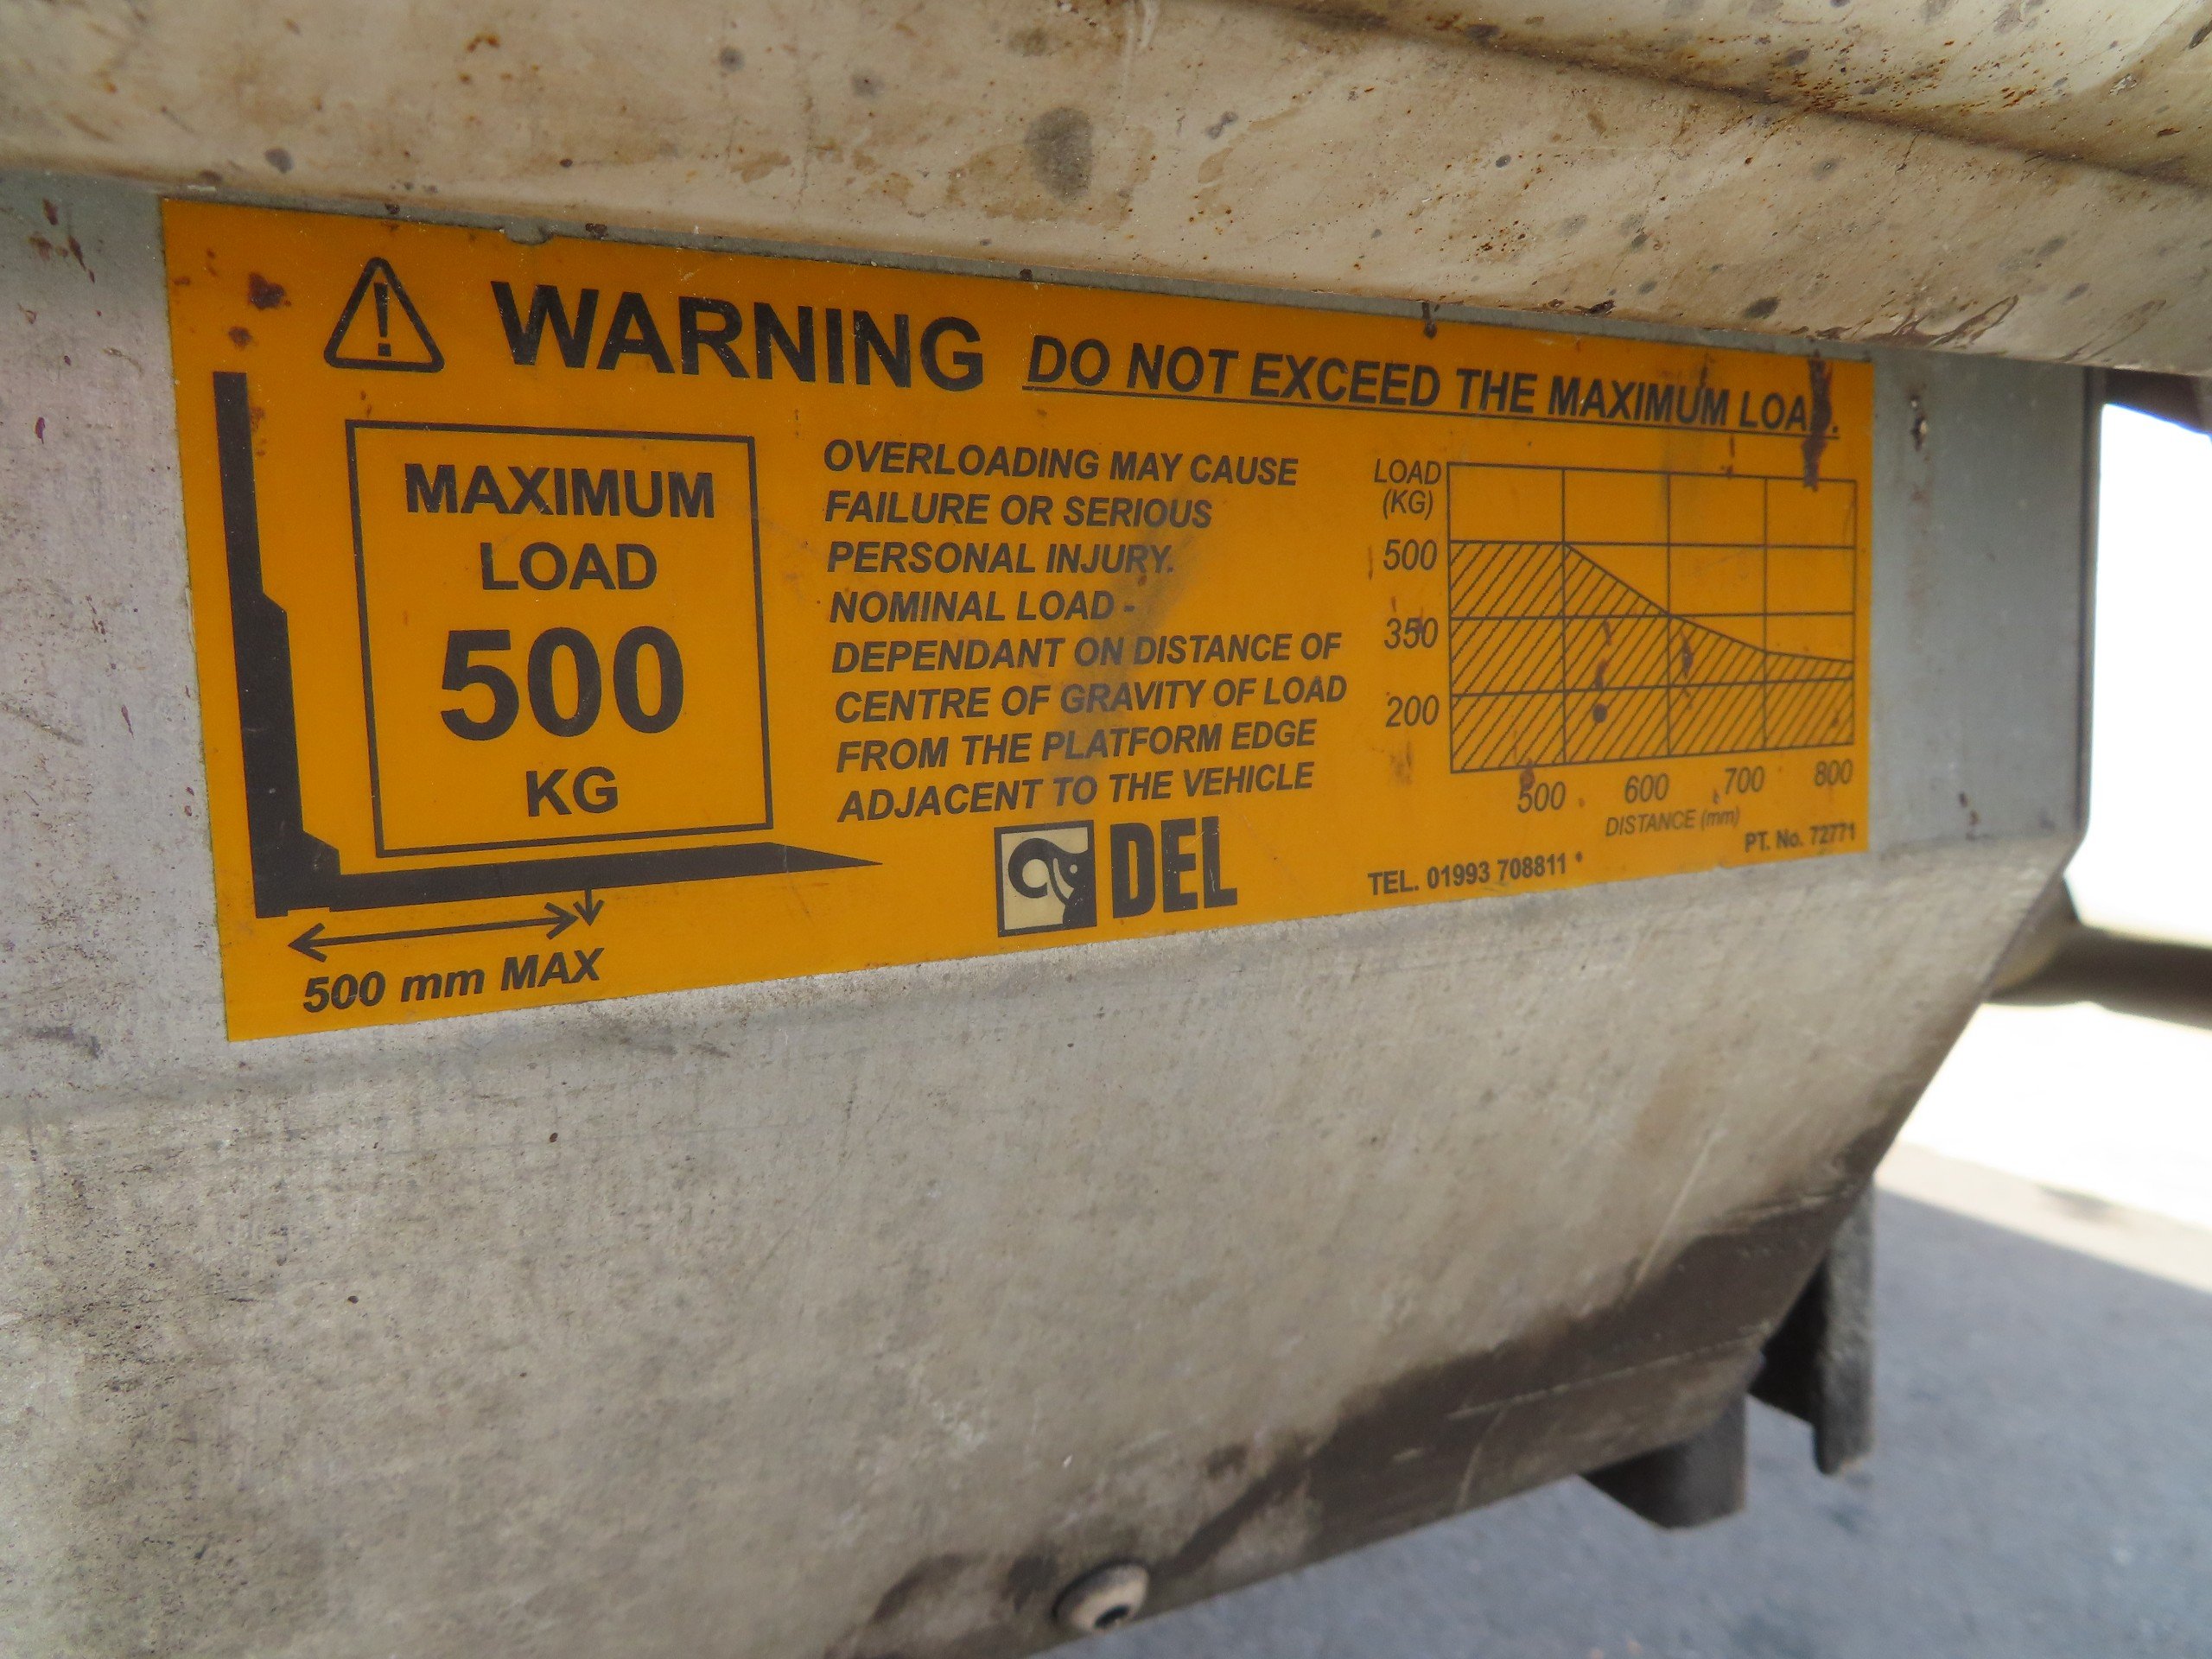 WARNING DO NOT EXCEED THE MAXIMUM LOAD.
MAXIMUM
LOAD
500
KG
500 mm MAX
OVERLOADING MAY CAUSE
FAILURE OR SERIOUS
PERSONAL INJURY.
NOMINAL LOAD -
DEPENDANT ON DISTANCE OF
CENTRE OF GRAVITY OF LOAD
FROM THE PLATFORM EDGE
ADJACENT TO THE VEHICLE
DEL
LOAD
(KG)
500
350
200
500 600 700 800
DISTANCE (mm)
TEL. 01993 708811
PT. No. 72771